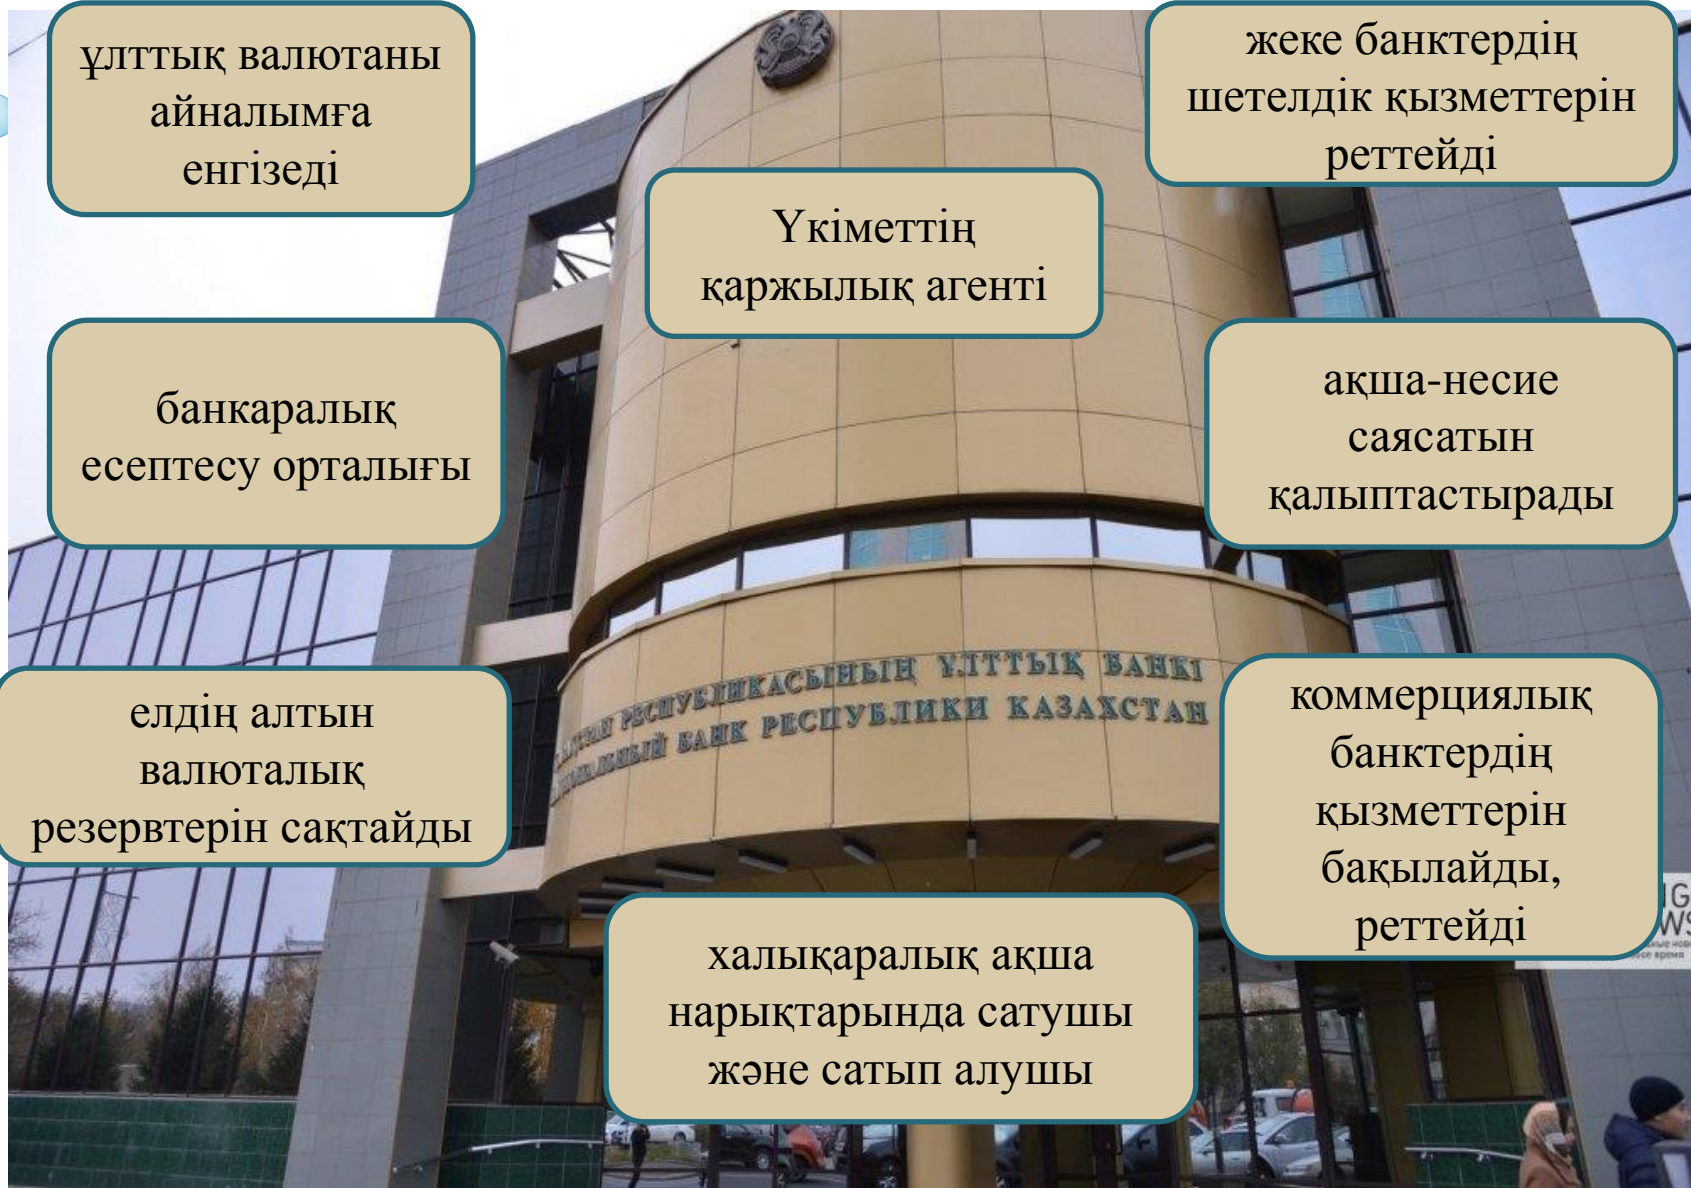 ұлттық валютаны
айналымға
енгізеді
жеке банктердің
шетелдік қызметтерін
реттейді
Үкіметтің
қаржылық агенті
банкаралық
есептесу орталығы
ақша-несие
саясатын
қалыптастырады
РЕСПУБЛИКАСЫНЫҢ ҰЛТТЫҚ БАНКІ
БАНК РЕСПУБЛИКИ КАЗАХСТАН
елдің алтын
валюталық
резервтерін сақтайды
коммерциялық
банктердің
қызметтерін
бақылайды,
реттейді
халықаралық ақша
нарықтарында сатушы
және сатып алушы